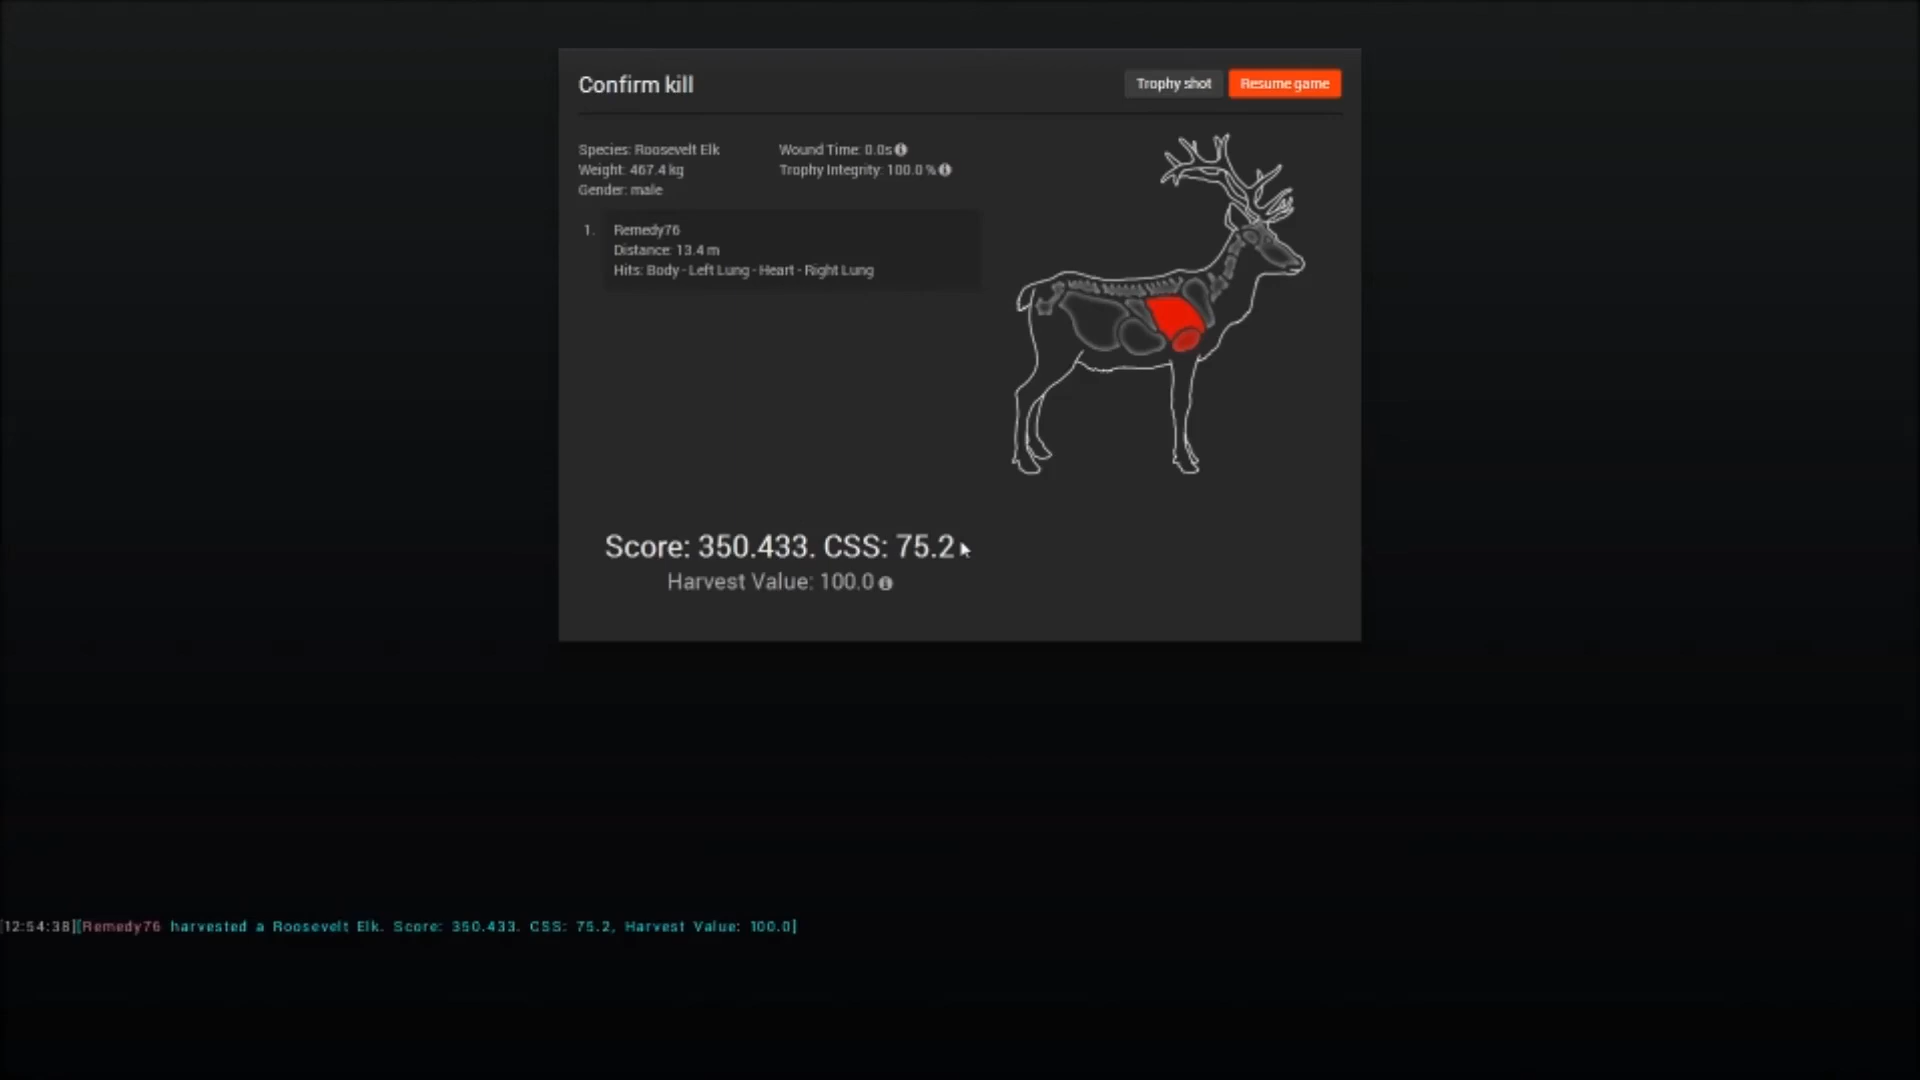 Confirm kill
Trophy shot
Resume game
Species: Roosevelt Elk
Weight: 467.4 kg
Gender: male
Wound Time: 0.0s
Trophy Integrity: 100.0 %
1. Remedy76
Distance: 13.4 m
Hits: Body - Left Lung - Heart - Right Lung
Score: 350.433. CSS: 75.2
Harvest Value: 100.0
[12:54:38][Remedy76 harvested a Roosevelt Elk. Score: 350.433. CSS: 75.2, Harvest Value: 100.0]